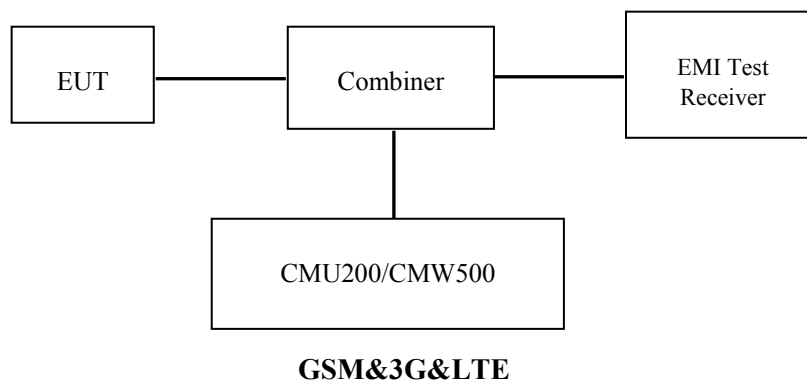 EUT
Combiner
EMI Test
Receiver
CMU200/CMW500
GSM&3G&LTE